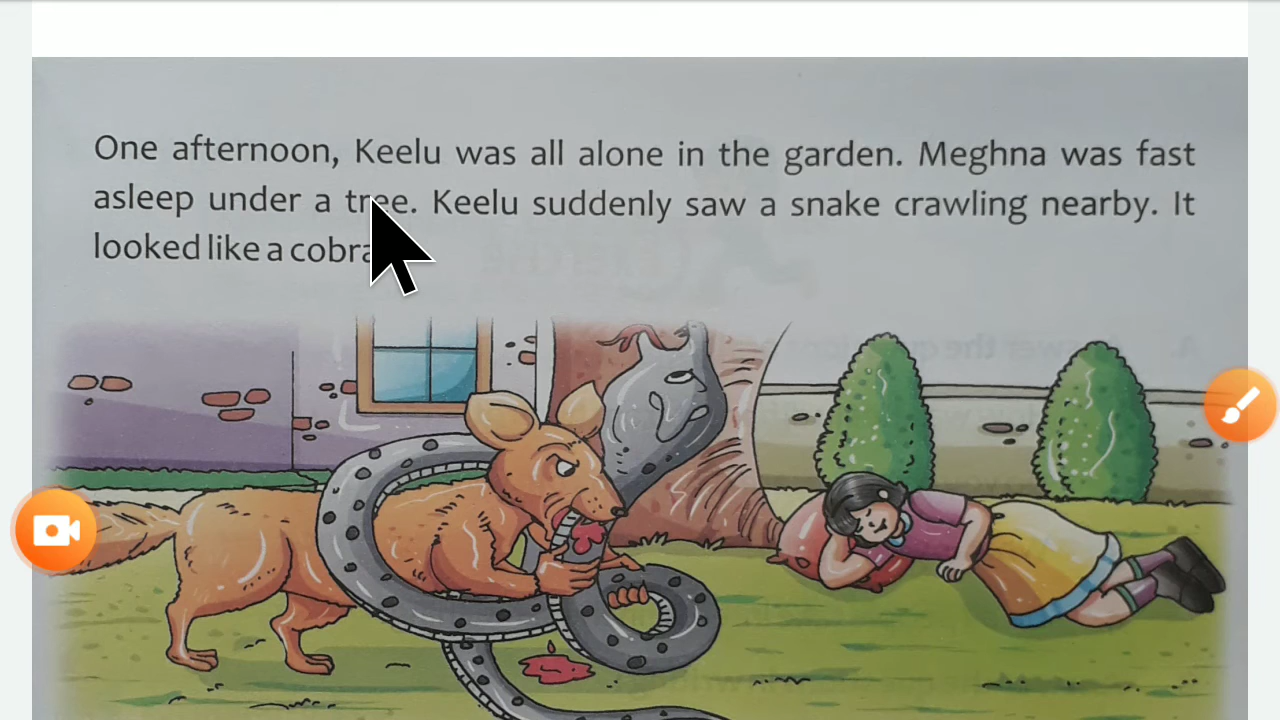 One afternoon, Keelu was all alone in the garden. Meghna was fast
asleep under a tree. Keelu suddenly saw a snake crawling nearby. It
looked like a cobra